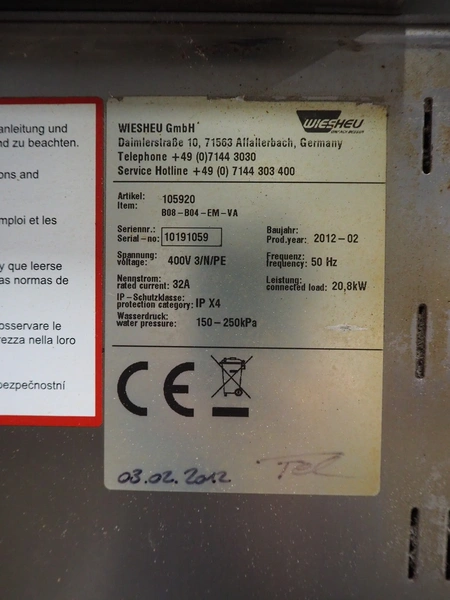 anleitung und
nd zu beachten.
ons and
mploi et les
y que leerse
as normas de
osservare le
rezza nella loro
bezpečnostní
WIESHEU GmbH
WIESHEU
Daimlerstraße 10, 71563 Affalterbach, Germany
Telephone +49 (0)7144 3030
Service Hotline +49 (0) 7144 303 400
Artikel: 105920
Item: B08-B04-EM-VA
Seriennr.: Baujahr:
Serial-no: 10191059 Prod.year: 2012-02
Spannung: Frequenz:
voltage: 400V 3/N/PE frequency: 50 Hz
Nennstrom: Leistung:
rated current: 32A connected load: 20,8kW
IP-Schutzklasse:
protection category: IP X4
Wasserdruck:
water pressure: 150-250kPa
CE
03.02.2012